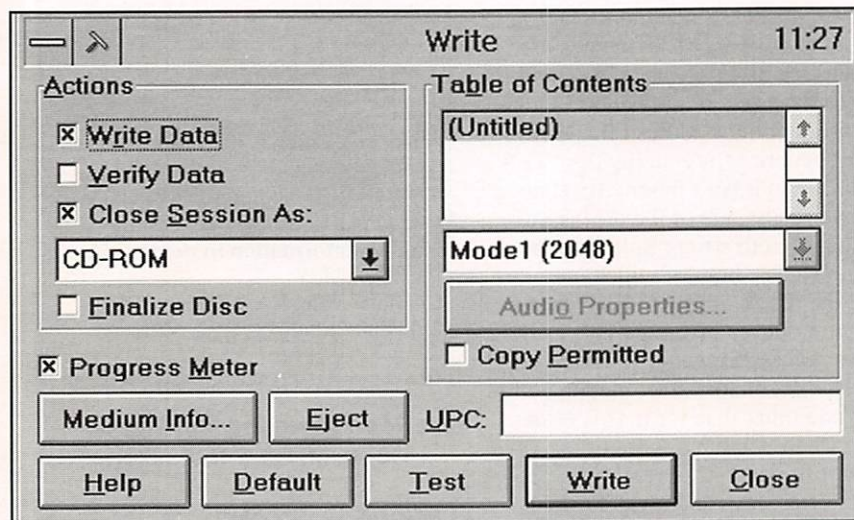 Write 11:27
Actions
Write Data
Verify Data
Close Session As:
CD-ROM
Finalize Disc
Progress Meter
Table of Contents
(Untitled)
Mode1 (2048)
Audio Properties...
Copy Permitted
Medium Info... Eject UPC:
Help Default Test Write Close